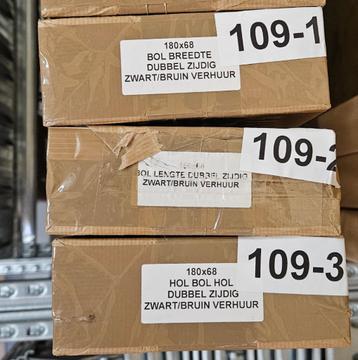 180x68
BOL BREEDTE
DUBBEL ZIJDIG
ZWART/BRUIN VERHUUR
109-1
BOL LENGTE DUBBEL ZIJDIG
ZWART/BRUIN VERHUUR
109-2
180x68
HOL BOL HOL
DUBBEL ZIJDIG
ZWART/BRUIN VERHUUR
109-3